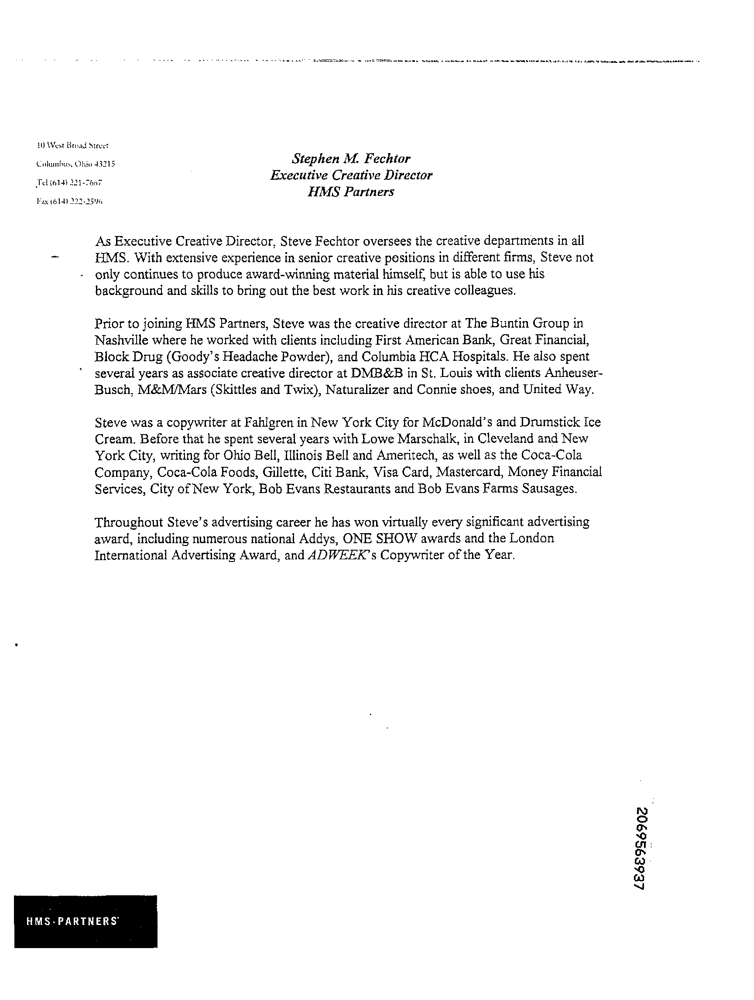 10 West Broad Street
Columbus, Ohio 43215
Tel (614) 221-7667
Fax (614) 222-2596
Stephen M. Fechtor
Executive Creative Director
HMS Partners
As Executive Creative Director, Steve Fechtor oversees the creative departments in all
HMS. With extensive experience in senior creative positions in different firms, Steve not
only continues to produce award-winning material himself, but is able to use his
background and skills to bring out the best work in his creative colleagues.
Prior to joining HMS Partners, Steve was the creative director at The Buntin Group in
Nashville where he worked with clients including First American Bank, Great Financial,
Block Drug (Goody's Headache Powder), and Columbia HCA Hospitals. He also spent
several years as associate creative director at DMB&B in St. Louis with clients Anheuser-
Busch, M&M/Mars (Skittles and Twix), Naturalizer and Connie shoes, and United Way.
Steve was a copywriter at Fahlgren in New York City for McDonald's and Drumstick Ice
Cream. Before that he spent several years with Lowe Marschalk, in Cleveland and New
York City, writing for Ohio Bell, Illinois Bell and Ameritech, as well as the Coca-Cola
Company, Coca-Cola Foods, Gillette, Citi Bank, Visa Card, Mastercard, Money Financial
Services, City of New York, Bob Evans Restaurants and Bob Evans Farms Sausages.
Throughout Steve's advertising career he has won virtually every significant advertising
award, including numerous national Addys, ONE SHOW awards and the London
International Advertising Award, and ADWEEK's Copywriter of the Year.
2069563937
HMS·PARTNERS